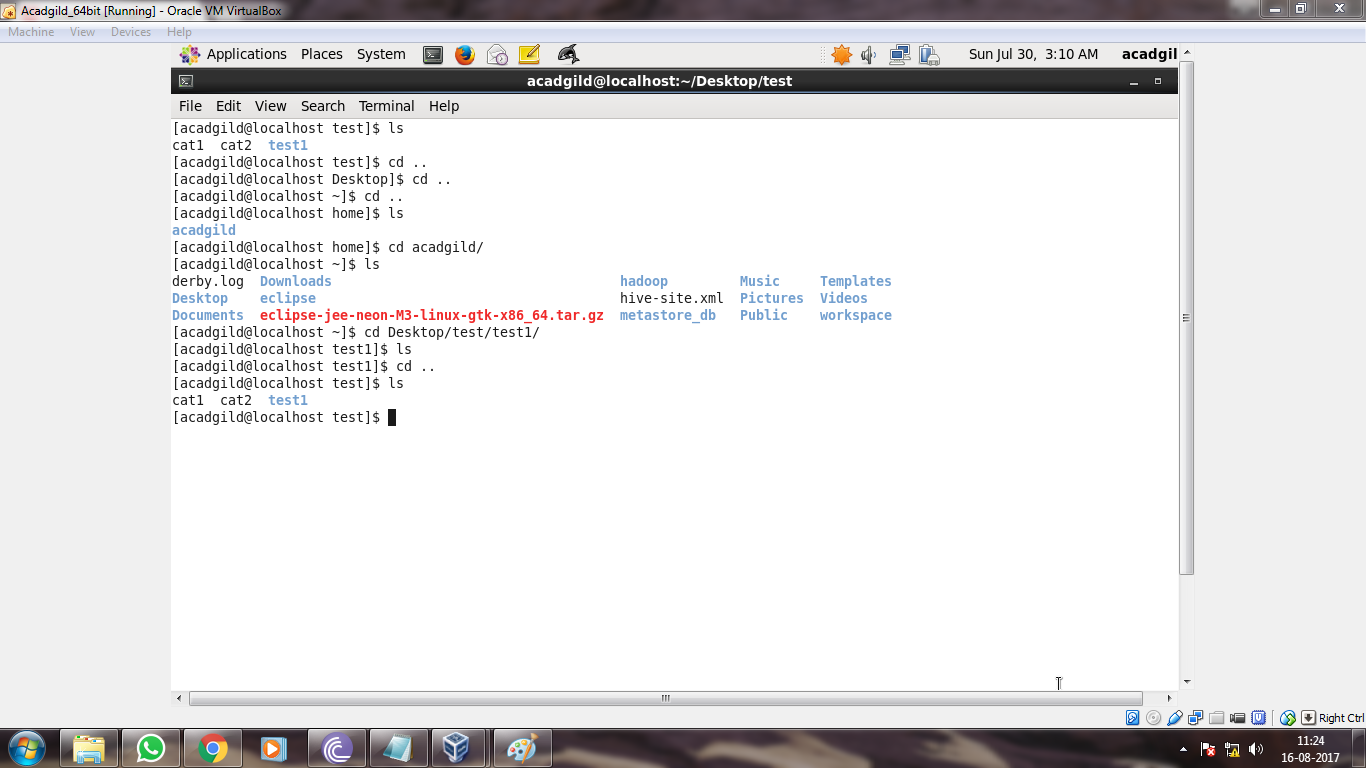 Acadgild_64bit [Running] - Oracle VM VirtualBox
Machine View Devices Help
Applications Places System Sun Jul 30, 3:10 AM acadgil
acadgild@localhost:~/Desktop/test
File Edit View Search Terminal Help
[acadgild@localhost test]$ ls
cat1 cat2 test1
[acadgild@localhost test]$ cd ..
[acadgild@localhost Desktop]$ cd ..
[acadgild@localhost ~]$ cd ..
[acadgild@localhost home]$ ls
acadgild
[acadgild@localhost home]$ cd acadgild/
[acadgild@localhost ~]$ ls
derby.log Downloads hadoop Music Templates
Desktop eclipse hive-site.xml Pictures Videos
Documents eclipse-jee-neon-M3-linux-gtk-x86_64.tar.gz metastore_db Public workspace
[acadgild@localhost ~]$ cd Desktop/test/test1/
[acadgild@localhost test1]$ ls
[acadgild@localhost test1]$ cd ..
[acadgild@localhost test]$ ls
cat1 cat2 test1
[acadgild@localhost test]$
Right Ctrl
11:24
16-08-2017